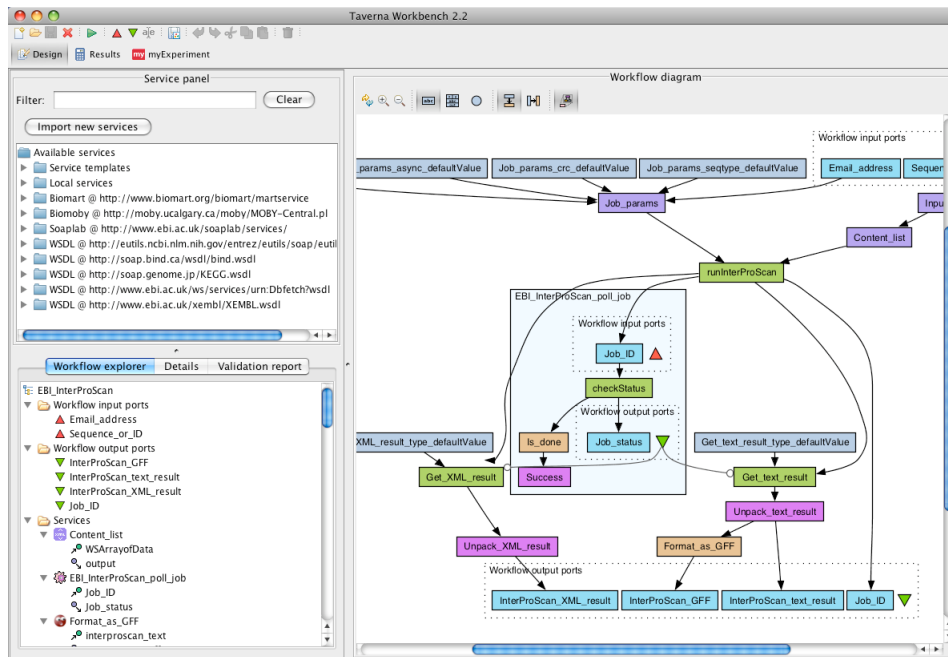 Taverna Workbench 2.2
Design
Results
my myExperiment
Service panel
Filter:
Clear
Import new services
Available services
Service templates
Local services
Biomart @ http://www.biomart.org/biomart/martservice
Biomoby @ http://moby.ucalgary.ca/moby/MOBY-Central.pl
Soaplab @ http://www.ebi.ac.uk/soaplab/services/
WSDL @ http://eutils.ncbi.nlm.nih.gov/entrez/eutils/soap/eutil
WSDL @ http://soap.bind.ca/wsdl/bind.wsdl
WSDL @ http://soap.genome.jp/KEGG.wsdl
WSDL @ http://www.ebi.ac.uk/ws/services/urn:Dbfetch?wsdl
WSDL @ http://www.ebi.ac.uk/xembl/XEMBL.wsdl
Workflow explorer
Details
Validation report
EBI_InterProScan
Workflow input ports
Email_address
Sequence_or_ID
Workflow output ports
InterProScan_GFF
InterProScan_text_result
InterProScan_XML_result
Job_ID
Services
Content_list
WSArrayofData
output
EBI_InterProScan_poll_job
Job_ID
Job_status
Format_as_GFF
interproscan_text
Workflow diagram
abc
Workflow input ports
_params_async_defaultValue
Job_params_crc_defaultValue
Job_params_seqtype_defaultValue
Email_address
Sequen
Job_params
Inpu
Content_list
runInterProScan
EBI_InterProScan_poll_job
Workflow input ports
Job_ID
checkStatus
Workflow output ports
XML_result_type_defaultValue
Is_done
Job_status
Get_text_result_type_defaultValue
Get_XML_result
Success
Get_text_result
Unpack_text_result
Unpack_XML_result
Format_as_GFF
Workflow output ports
InterProScan_XML_result
InterProScan_GFF
InterProScan_text_result
Job_ID